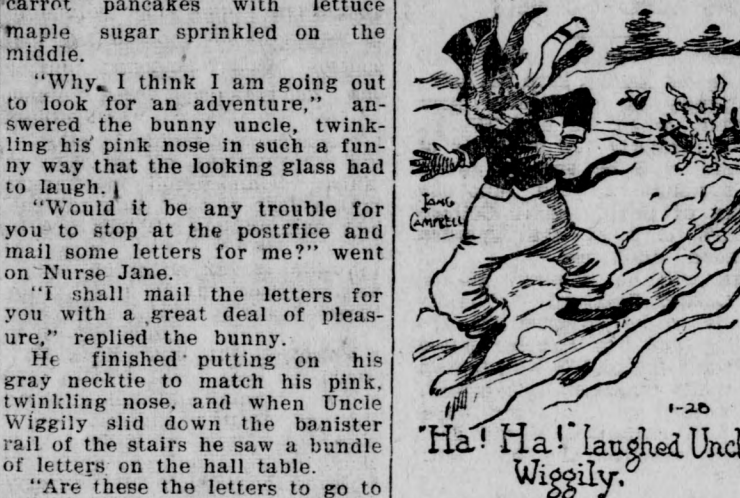 carrot pancakes with lettuce
maple sugar sprinkled on the
middle.
"Why, I think I am going out
to look for an adventure," an-
swered the bunny uncle, twink-
ling his pink nose in such a fun-
ny way that the looking glass had
to laugh.
"Would it be any trouble for
you to stop at the postffice and
mail some letters for me?" went
on Nurse Jane.
"I shall mail the letters for
you with a great deal of pleas-
ure," replied the bunny.
He finished putting on his
gray necktie to match his pink,
twinkling nose, and when Uncle
Wiggily slid down the banister
rail of the stairs he saw a bundle
of letters on the hall table.
"Are these the letters to go to
LANG
CAMPBELL
1-20
"Ha! Ha!" laughed Uncl
Wiggily.